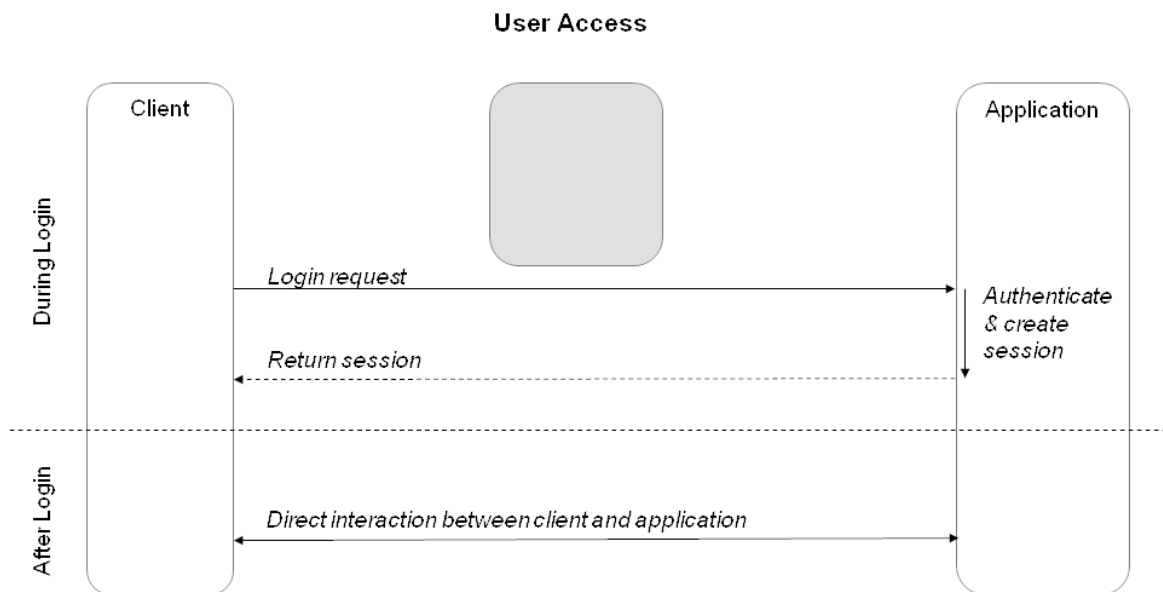 User Access
Client
Application
During Login
Login request
Authenticate
& create
session
Return session
After Login
Direct interaction between client and application